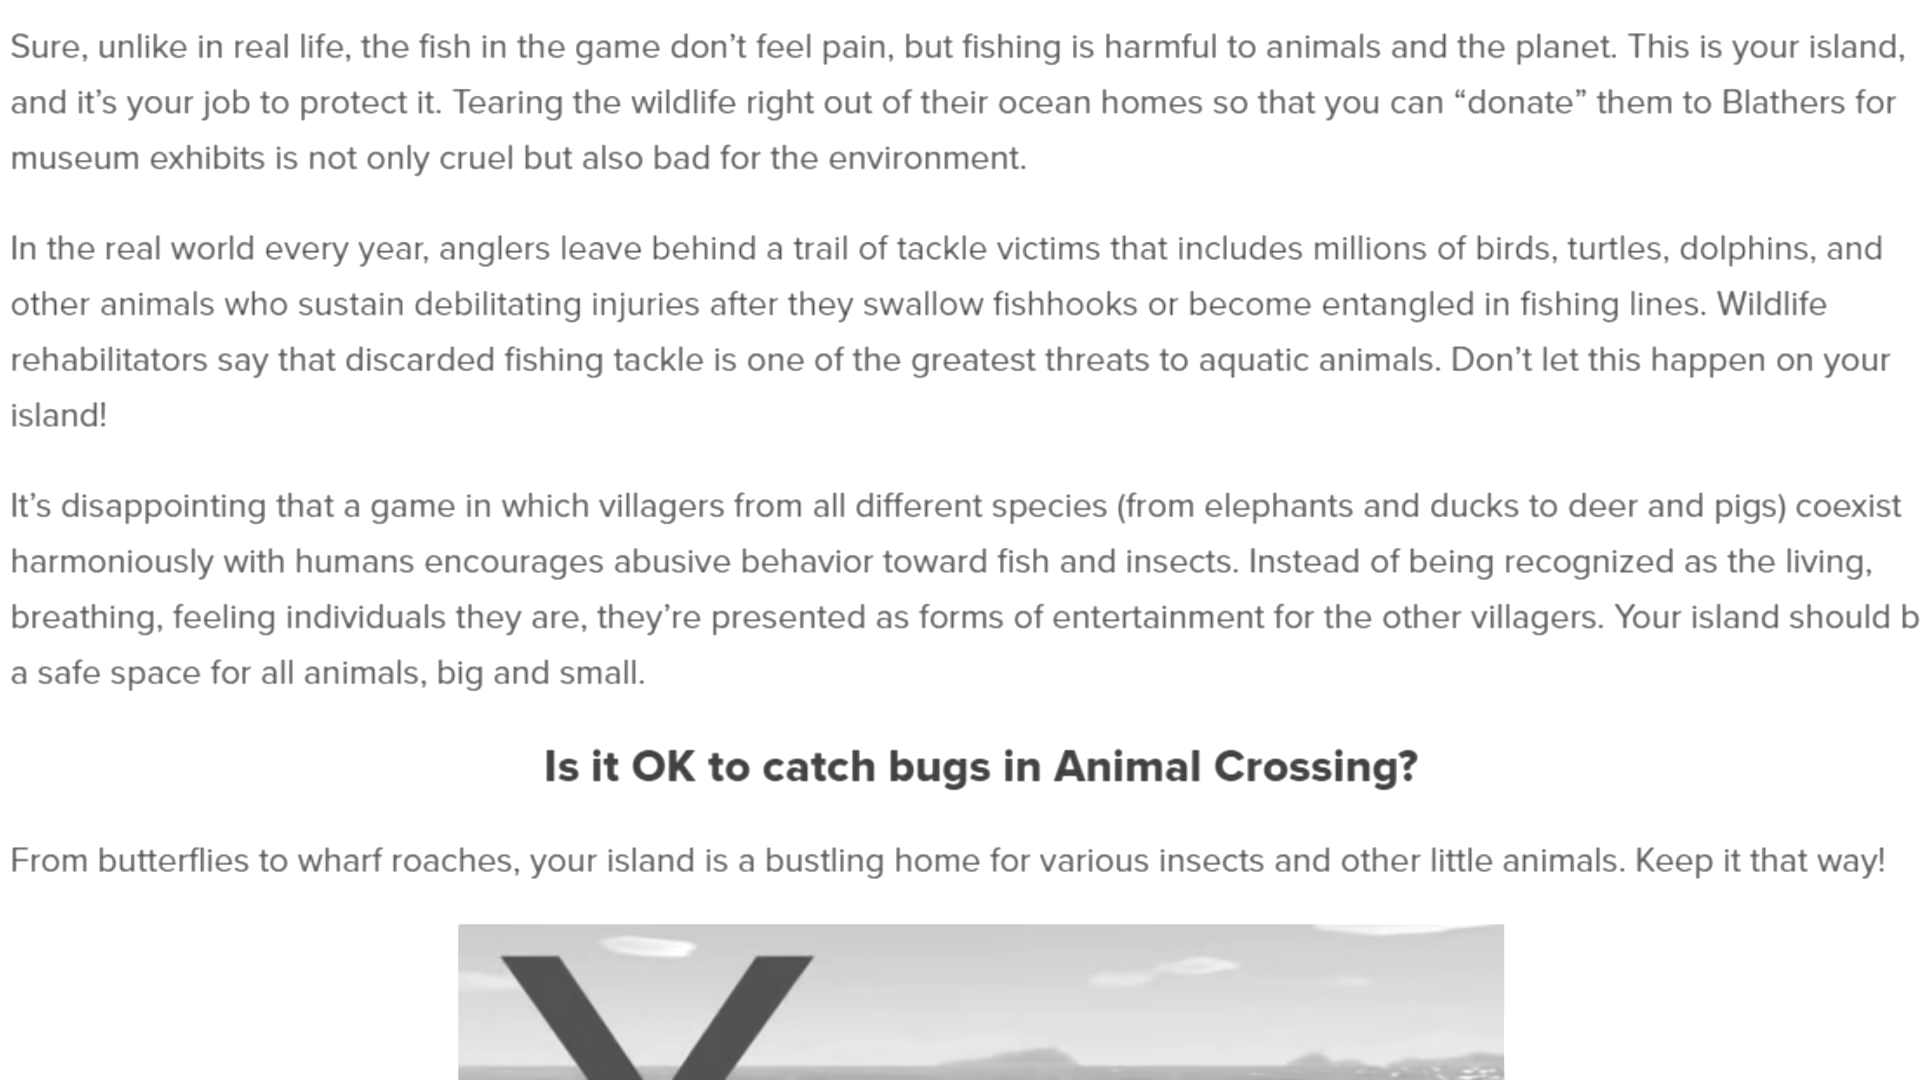 Sure, unlike in real life, the fish in the game don’t feel pain, but fishing is harmful to animals and the planet. This is your island,
and it’s your job to protect it. Tearing the wildlife right out of their ocean homes so that you can “donate” them to Blathers for
museum exhibits is not only cruel but also bad for the environment.
In the real world every year, anglers leave behind a trail of tackle victims that includes millions of birds, turtles, dolphins, and
other animals who sustain debilitating injuries after they swallow fishhooks or become entangled in fishing lines. Wildlife
rehabilitators say that discarded fishing tackle is one of the greatest threats to aquatic animals. Don’t let this happen on your
island!
It’s disappointing that a game in which villagers from all different species (from elephants and ducks to deer and pigs) coexist
harmoniously with humans encourages abusive behavior toward fish and insects. Instead of being recognized as the living,
breathing, feeling individuals they are, they’re presented as forms of entertainment for the other villagers. Your island should b
a safe space for all animals, big and small.
Is it OK to catch bugs in Animal Crossing?
From butterflies to wharf roaches, your island is a bustling home for various insects and other little animals. Keep it that way!